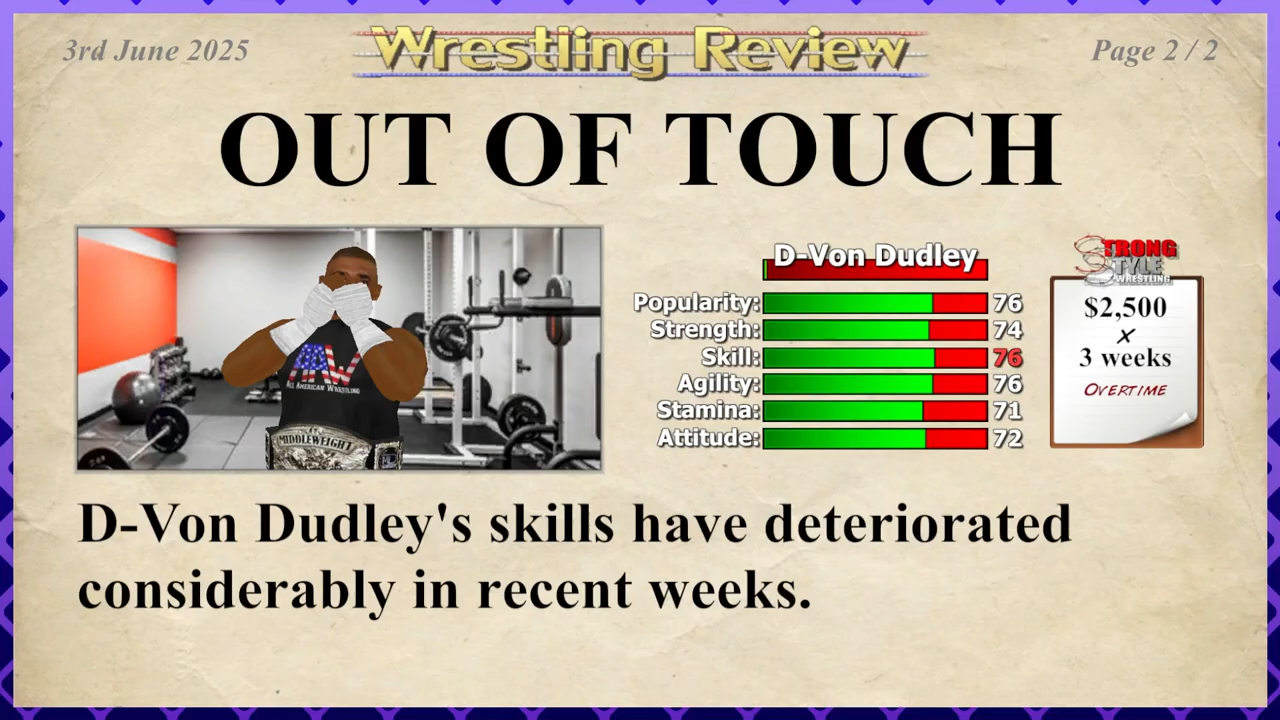 3rd June 2025
Wrestling Review
Page 2 / 2
OUT OF TOUCH
AAW
ALL AMERICAN WRESTLING
MIDDLEWEIGHT
D-Von Dudley
Popularity: 76
Strength: 74
Skill: 76
Agility: 76
Stamina: 71
Attitude: 72
STRONG
STYLE
WRESTLING
$2,500
x
3 weeks
OVERTIME
D-Von Dudley's skills have deteriorated
considerably in recent weeks.